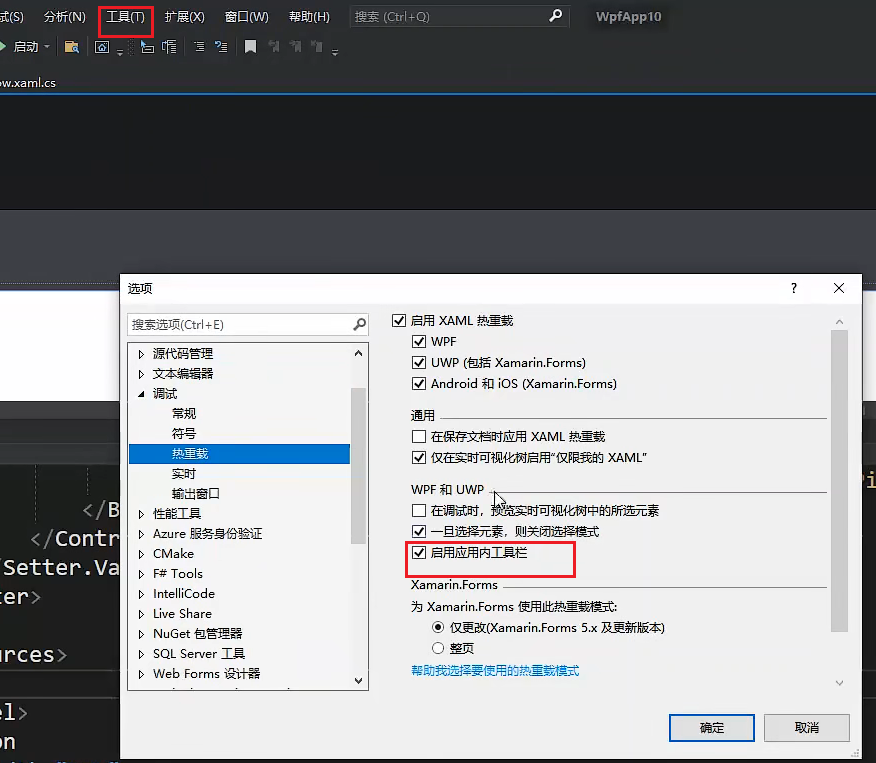 式(S) 分析(N) 工具(T) 扩展(X) 窗口(W) 帮助(H) 搜索 (Ctrl+Q) WpfApp10
启动
ow.xaml.cs
选项 ?
搜索选项(Ctrl+E)
源代码管理
文本编辑器
调试
常规
符号
热重载
实时
输出窗口
性能工具
Azure 服务身份验证
CMake
F# Tools
IntelliCode
Live Share
NuGet 包管理器
SQL Server 工具
Web Forms 设计器
启用 XAML 热重载
WPF
UWP (包括 Xamarin.Forms)
Android 和 iOS (Xamarin.Forms)
通用
在保存文档时应用 XAML 热重载
仅在实时可视化树启用“仅限我的 XAML”
WPF 和 UWP
在调试时，预览实时可视化树中的所选元素
一旦选择元素，则关闭选择模式
启用应用内工具栏
Xamarin.Forms
为 Xamarin.Forms 使用此热重载模式:
仅更改(Xamarin.Forms 5.x 及更新版本)
整页
帮助我选择要使用的热重载模式
确定 取消
</B
</Contr
/Setter.Va
ter>
urces>
el>
on